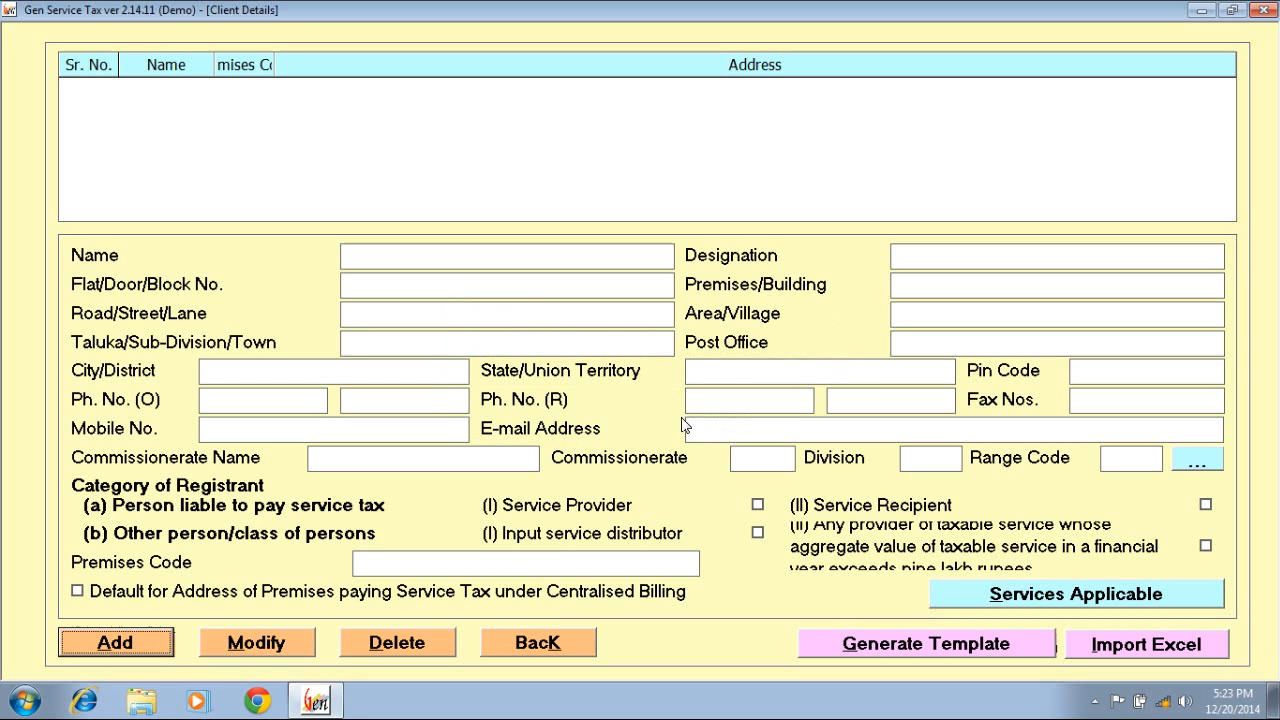 Gen Service Tax ver 2.14.11 (Demo) - [Client Details]
Sr. No. Name mises Address
Name Designation
Flat/Door/Block No. Premises/Building
Road/Street/Lane Area/Village
Taluka/Sub-Division/Town Post Office
City/District State/Union Territory Pin Code
Ph. No. (O) Ph. No. (R) Fax Nos.
Mobile No. E-mail Address
Commissionerate Name Commissionerate Division Range Code ...
Category of Registrant
(a) Person liable to pay service tax (I) Service Provider (II) Service Recipient
(b) Other person/class of persons (I) Input service distributor (II) Any provider of taxable service whose
aggregate value of taxable service in a financial
year exceeds nine lakh rupees
Premises Code
Default for Address of Premises paying Service Tax under Centralised Billing
Services Applicable
Add Modify Delete BacK Generate Template Import Excel
Gen
5:23 PM
12/20/2014